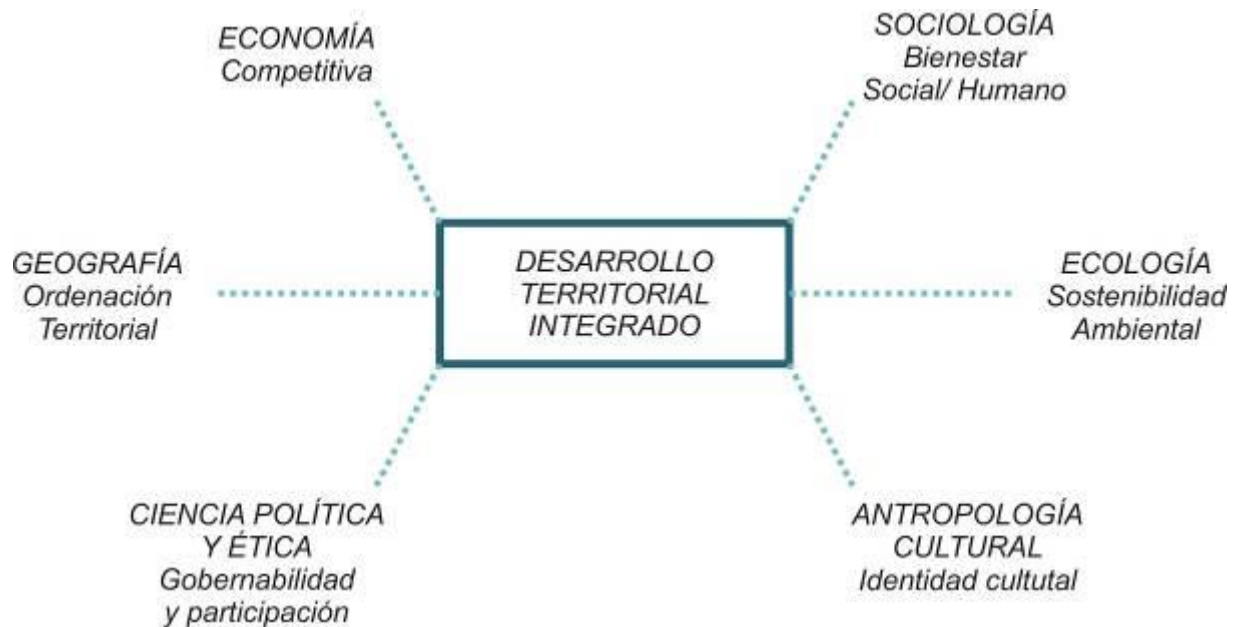 ECONOMÍA
Competitiva
SOCIOLOGÍA
Bienestar
Social/ Humano
GEOGRAFÍA
Ordenación
Territorial
DESARROLLO
TERRITORIAL
INTEGRADO
ECOLOGÍA
Sostenibilidad
Ambiental
CIENCIA POLÍTICA
Y ÉTICA
Gobernabilidad
y participación
ANTROPOLOGÍA
CULTURAL
Identidad cultutal